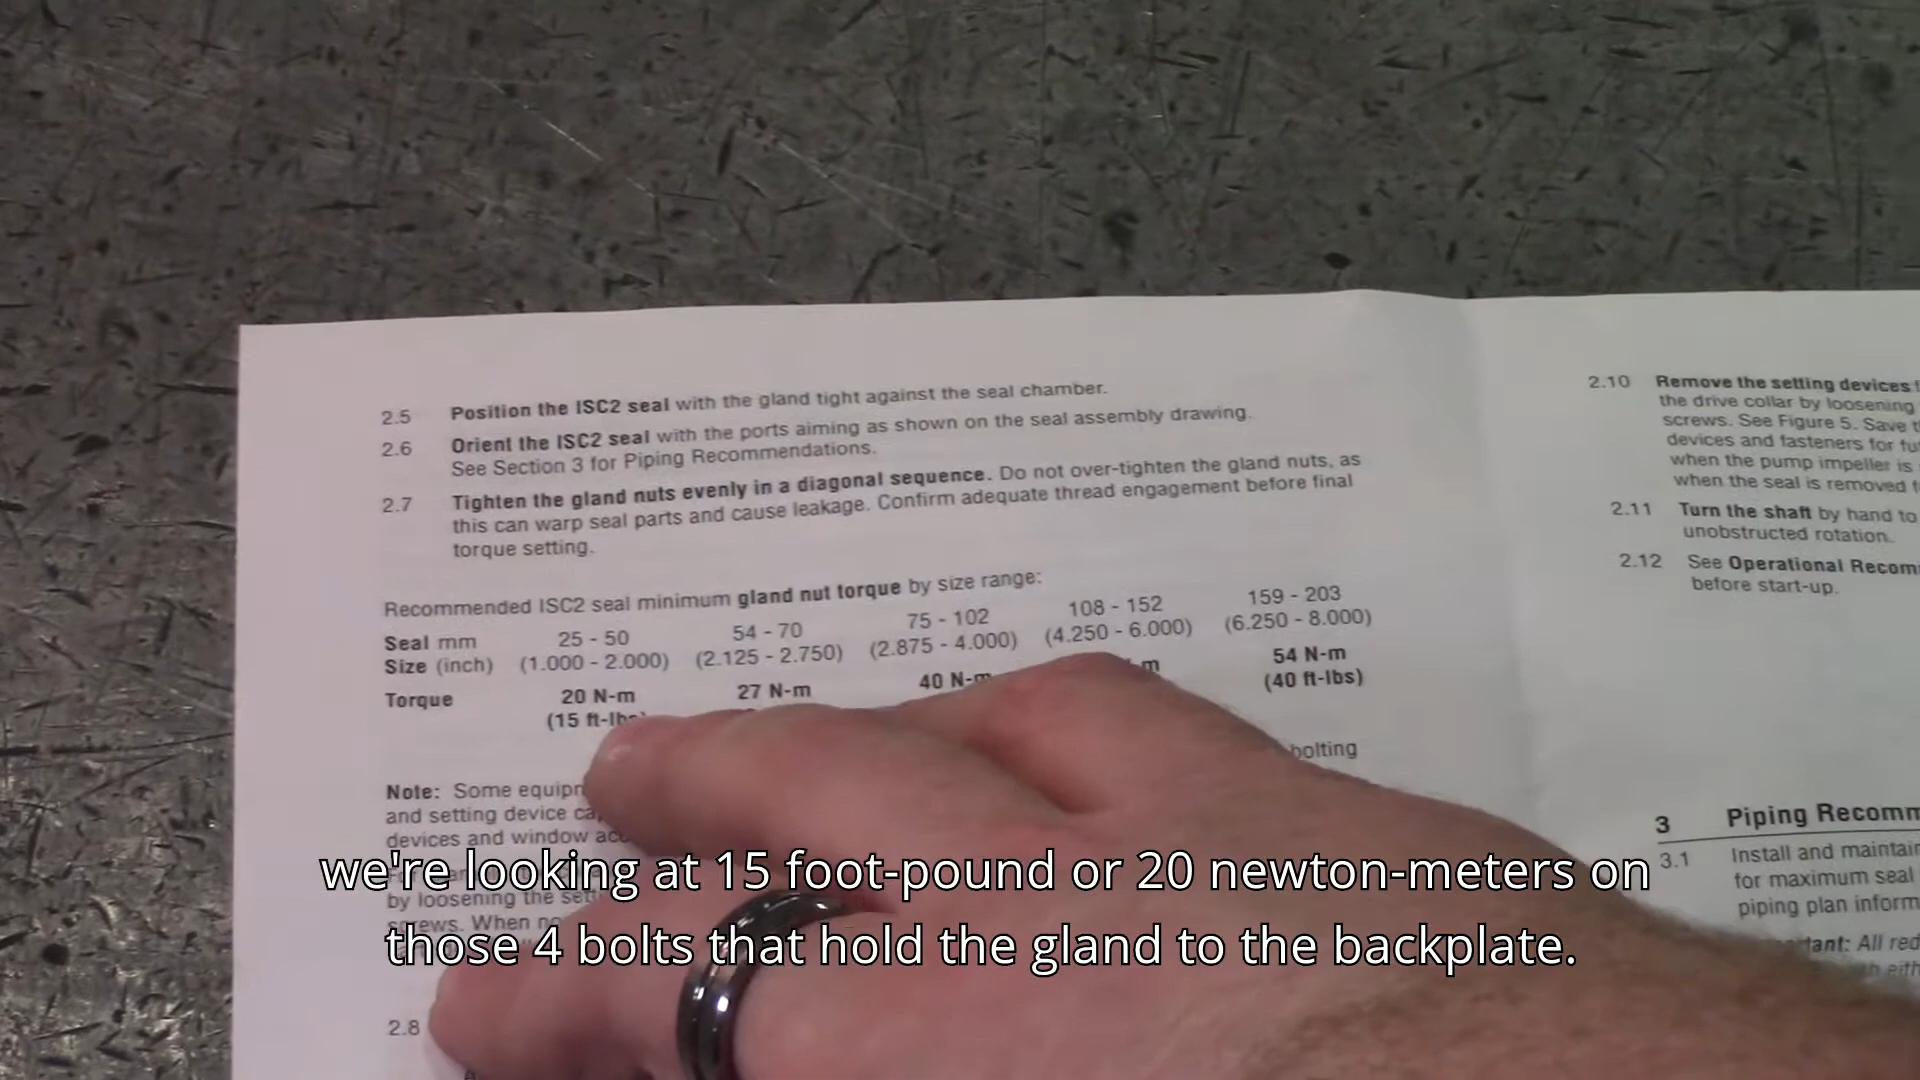 2.5 Position the ISC2 seal with the gland tight against the seal chamber.
2.6 Orient the ISC2 seal with the ports aiming as shown on the seal assembly drawing.
See Section 3 for Piping Recommendations.
2.7 Tighten the gland nuts evenly in a diagonal sequence. Do not over-tighten the gland nuts, as
this can warp seal parts and cause leakage. Confirm adequate thread engagement before final
torque setting.
Recommended ISC2 seal minimum gland nut torque by size range:
Seal mm 25 - 50 54 - 70 75 - 102 108 - 152 159 - 203
Size (inch) (1.000 - 2.000) (2.125 - 2.750) (2.875 - 4.000) (4.250 - 6.000) (6.250 - 8.000)
Torque 20 N-m 27 N-m 40 N-m 54 N-m
(15 ft-lbs) (40 ft-lbs)
bolting
Note: Some
and setting device
devices and window
by loosening the
screws. When
2.8
2.10 Remove the setting devices
the drive collar by loosening
screws. See Figure 5. Save
devices and fasteners for
when the pump impeller is
when the seal is removed
2.11 Turn the shaft by hand to
unobstructed rotation.
2.12 See Operational
before start-up.
3 Piping
3.1 Install and maintain
for maximum seal
piping plan
All
we're looking at 15 foot-pound or 20 newton-meters on
those 4 bolts that hold the gland to the backplate.